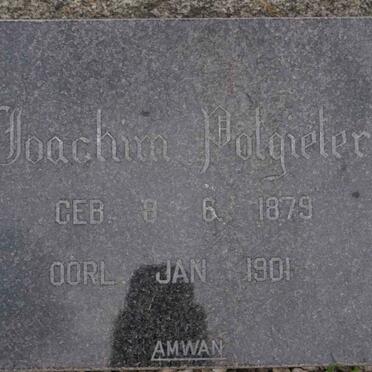 Joachim Potgieter
GEB. 8 6. 1879
OORL. JAN 1901
AMWAN